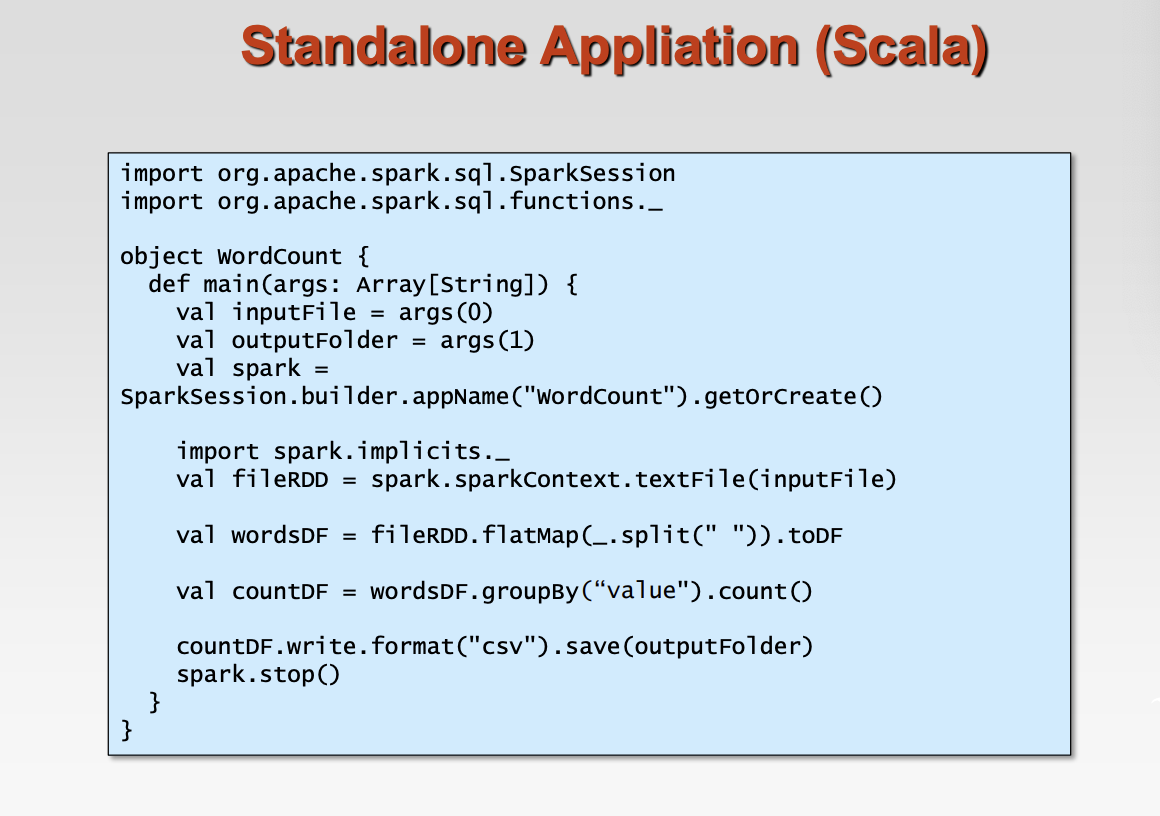 Standalone Appliation (Scala)
import org.apache.spark.sql.SparkSession
import org.apache.spark.sql.functions._
object WordCount {
def main(args: Array[String]) {
val inputFile = args(0)
val outputFolder = args(1)
val spark =
SparkSession.builder.appName("WordCount").getOrCreate()
import spark.implicits._
val fileRDD = spark.sparkContext.textFile(inputFile)
val wordsDF = fileRDD.flatMap(_.split(" ")).toDF
val countDF = wordsDF.groupBy(“value").count()
countDF.write.format("csv").save(outputFolder)
spark.stop()
}
}